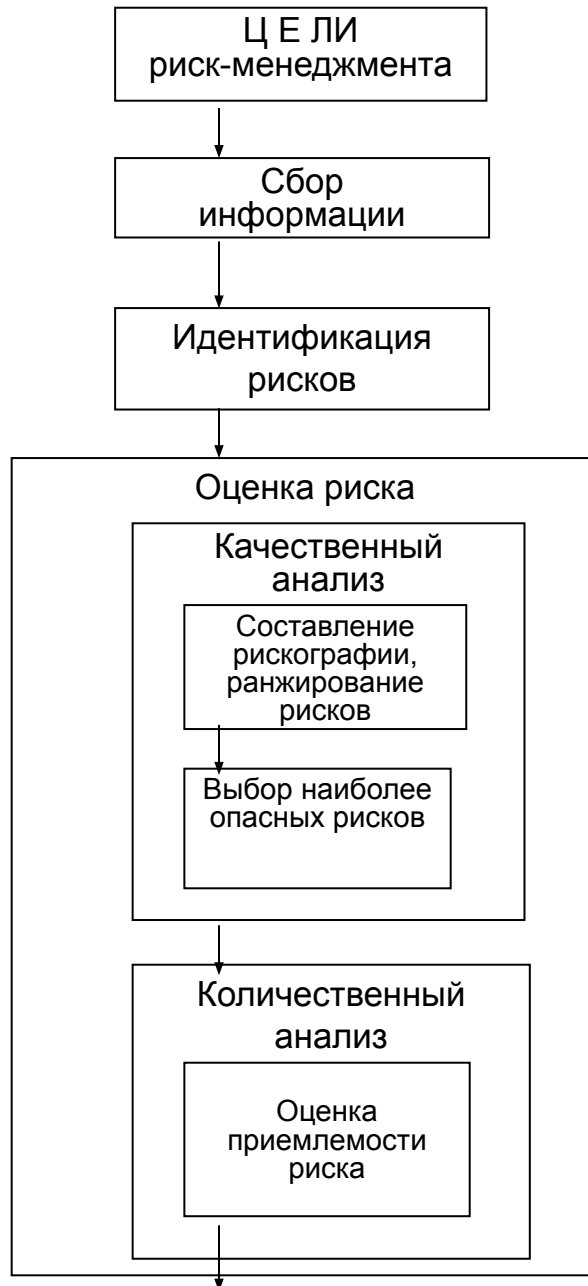 Ц Е ЛИ
риск-менеджмента
Сбор
информации
Идентификация
рисков
Оценка риска
Качественный
анализ
Составление
рискографии,
ранжирование
рисков
Выбор наиболее
опасных рисков
Количественный
анализ
Оценка
приемлемости
риска